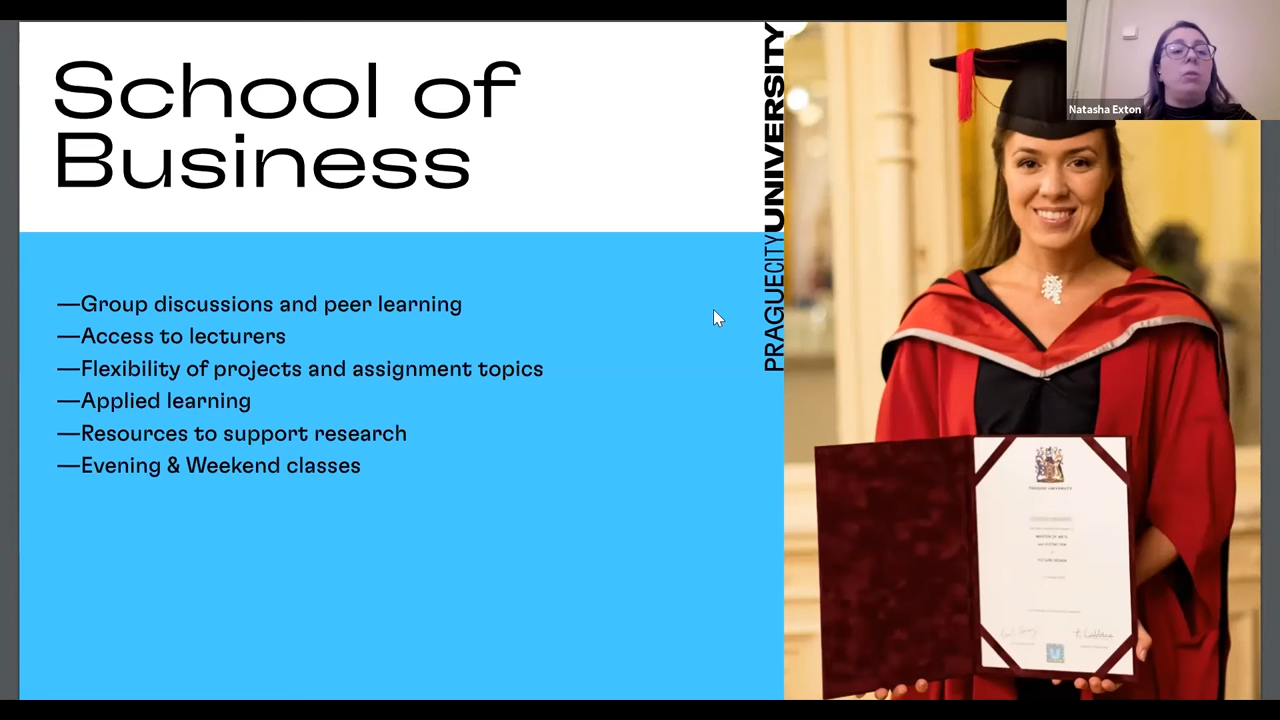 School of
Business
—Group discussions and peer learning
—Access to lecturers
—Flexibility of projects and assignment topics
—Applied learning
—Resources to support research
—Evening & Weekend classes
PRAGUECITYUNIVERSITY
Natasha Exton